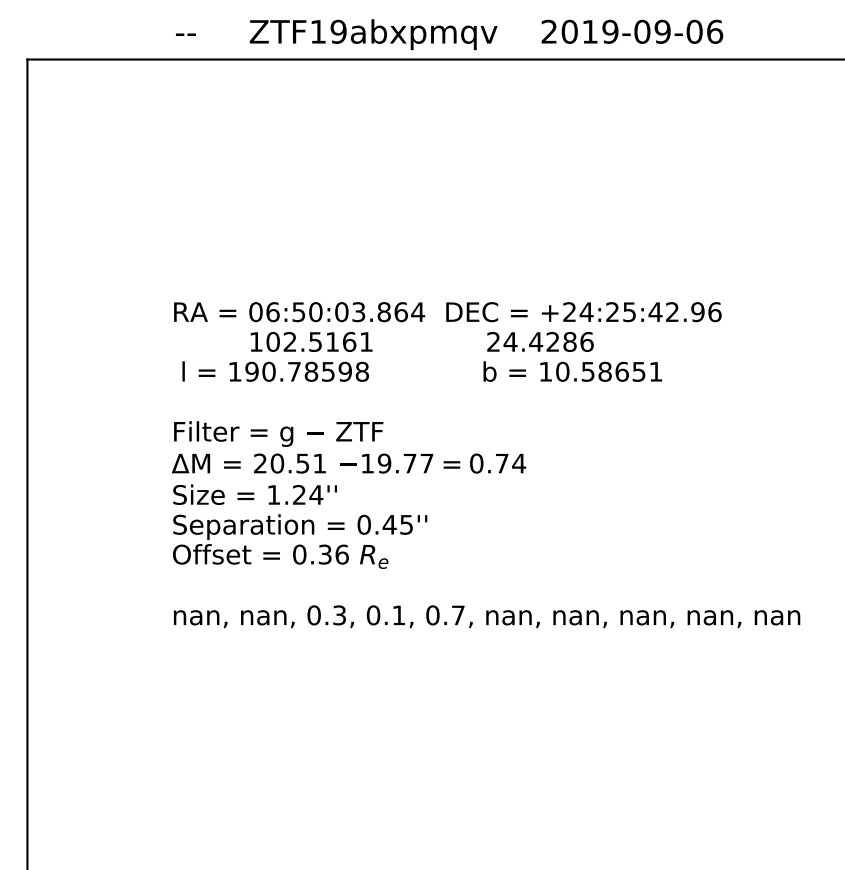 -- ZTF19abxpmqv 2019-09-06
RA = 06:50:03.864 DEC = +24:25:42.96
102.5161 24.4286
l = 190.78598 b = 10.58651
Filter = g − ZTF
ΔM = 20.51 −19.77 = 0.74
Size = 1.24''
Separation = 0.45''
Offset = 0.36 Re
nan, nan, 0.3, 0.1, 0.7, nan, nan, nan, nan, nan